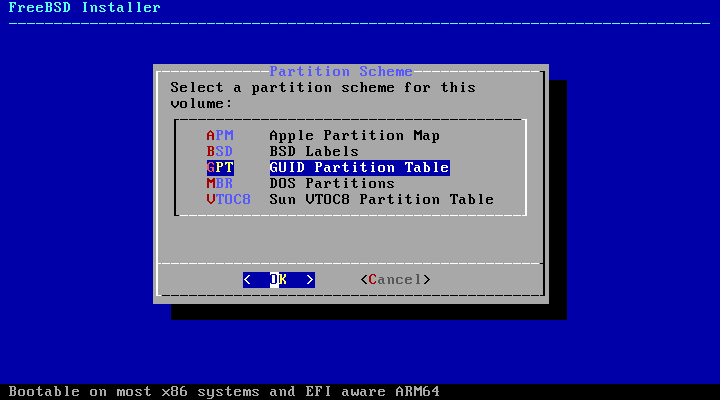 FreeBSD Installer
Partition Scheme
Select a partition scheme for this
volume:
APM Apple Partition Map
BSD BSD Labels
GPT GUID Partition Table
MBR DOS Partitions
VTOC8 Sun VTOC8 Partition Table
< OK > <Cancel>
Bootable on most x86 systems and EFI aware ARM64